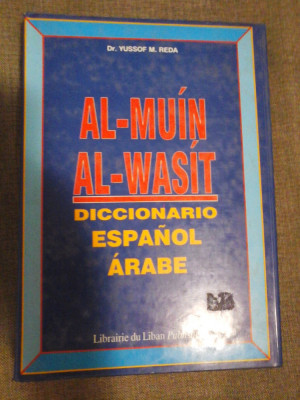 Dr. YUSSOF M. REDA
AL-MUÍN
AL-WASÍT
DICCIONARIO
ESPAÑOL
ÁRABE
Librairie du Liban